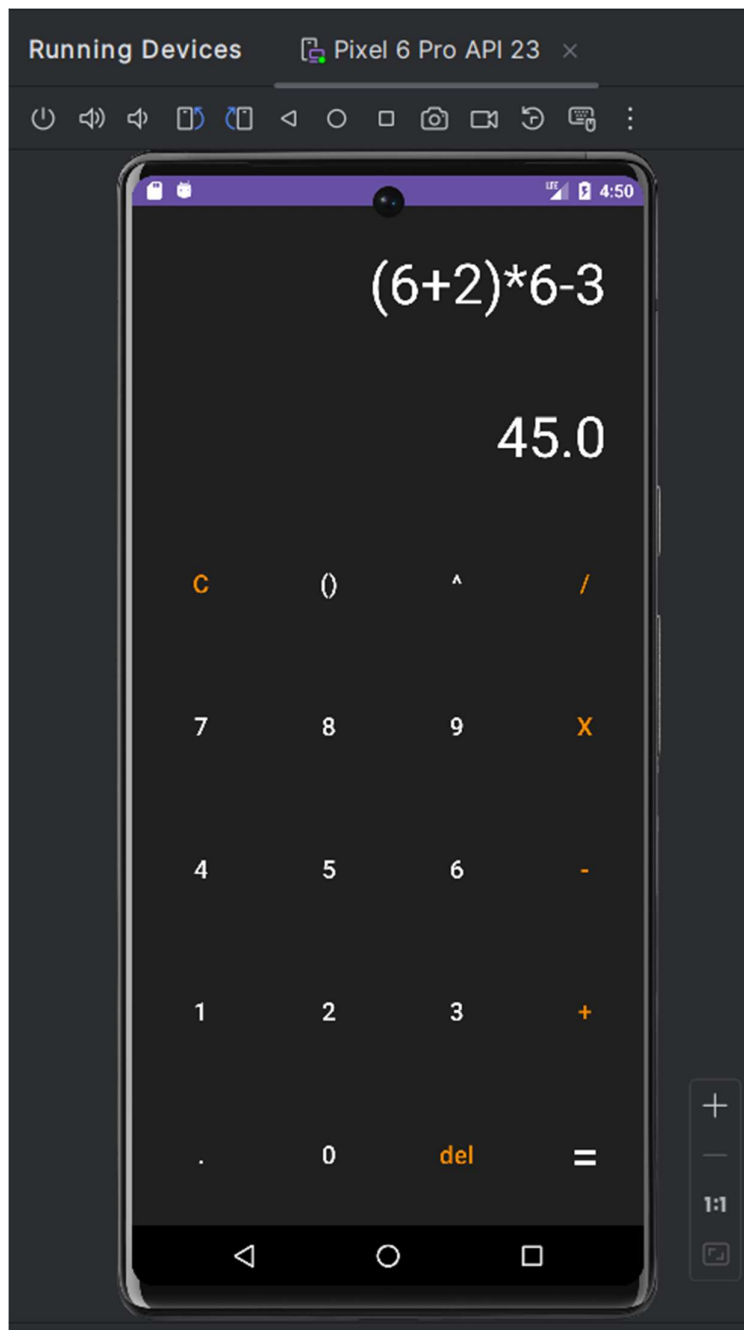 Running Devices Pixel 6 Pro API 23
LTE 4:50
(6+2)*6-3
45.0
C () ^ /
7 8 9 X
4 5 6 -
1 2 3 +
. 0 del =
1:1